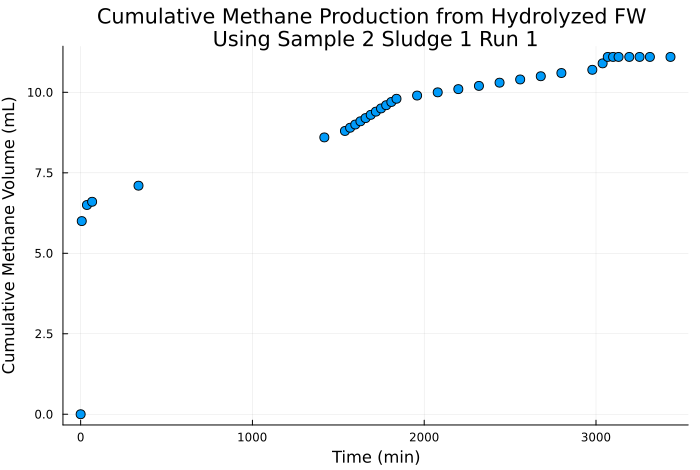 Cumulative Methane Production from Hydrolyzed FW
Using Sample 2 Sludge 1 Run 1
Cumulative Methane Volume (mL)
10.0
7.5
5.0
2.5
0.0
0 1000 2000 3000
Time (min)